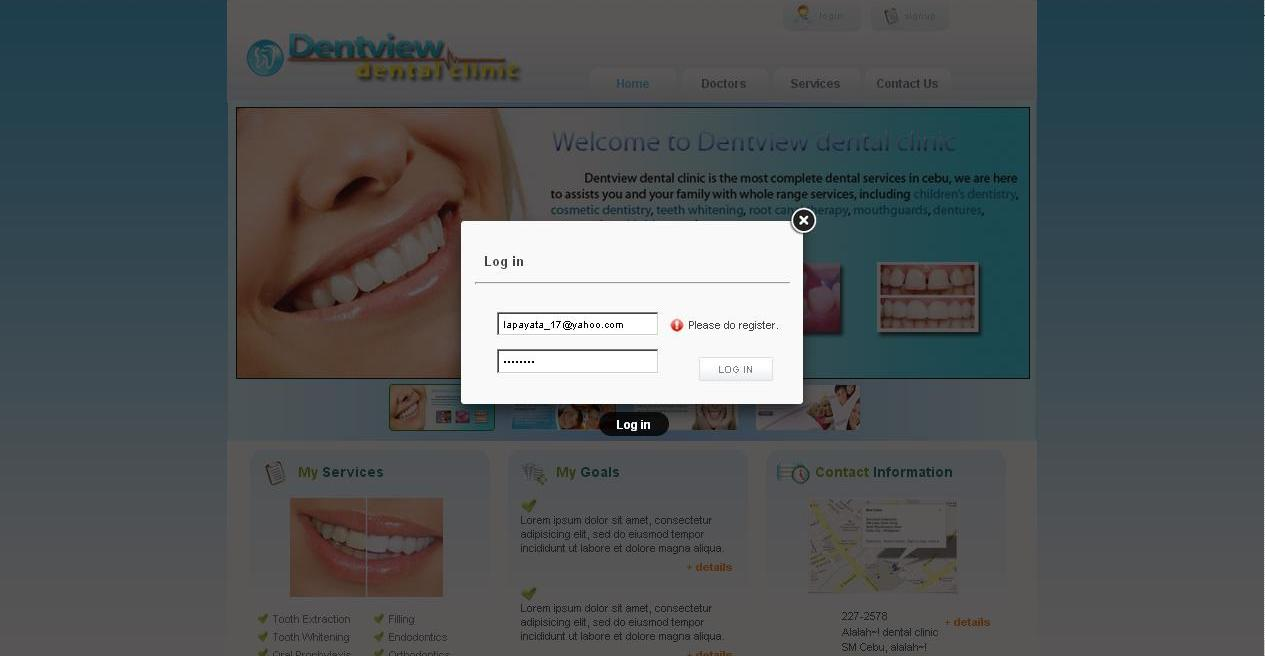 login
signup
Dentview
dental clinic
Home
Doctors
Services
Contact Us
Welcome to Dentview dental clinic
Dentview dental clinic is the most complete dental services in cebu, we are here
to assists you and your family with whole range services, including children's dentistry,
cosmetic dentistry, teeth whitening, root canal therapy, mouthguards, dentures,
Log in
lapayata_17@yahoo.com
Please do register.
••••••••
LOG IN
Log in
My Services
Tooth Extraction
Filling
Tooth Whitening
Endodontics
Oral Prophylaxis
Orthodontics
My Goals
Lorem ipsum dolor sit amet, consectetur
adipisicing elit, sed do eiusmod tempor
incididunt ut labore et dolore magna aliqua.
+ details
Lorem ipsum dolor sit amet, consectetur
adipisicing elit, sed do eiusmod tempor
incididunt ut labore et dolore magna aliqua.
+ details
Contact Information
227-2578
Alalah~! dental clinic
SM Cebu, alalah~!
+ details